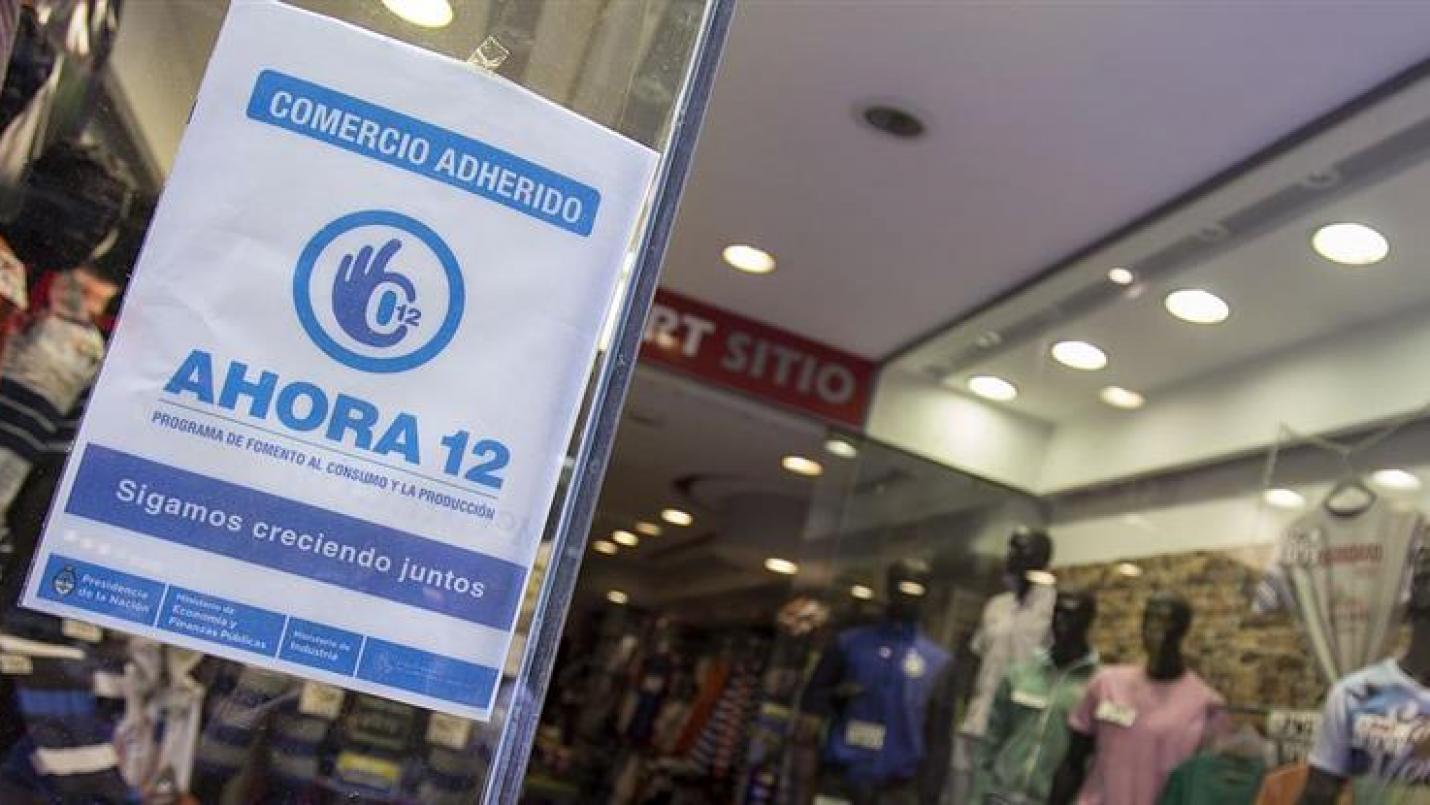 COMERCIO ADHERIDO
12
AHORA 12
PROGRAMA DE FOMENTO AL CONSUMO Y LA PRODUCCIÓN
Sigamos creciendo juntos
Presidencia
de la Nación
Ministerio de
Economía y
Finanzas Públicas
Ministerio de
Industria
RT SITIO